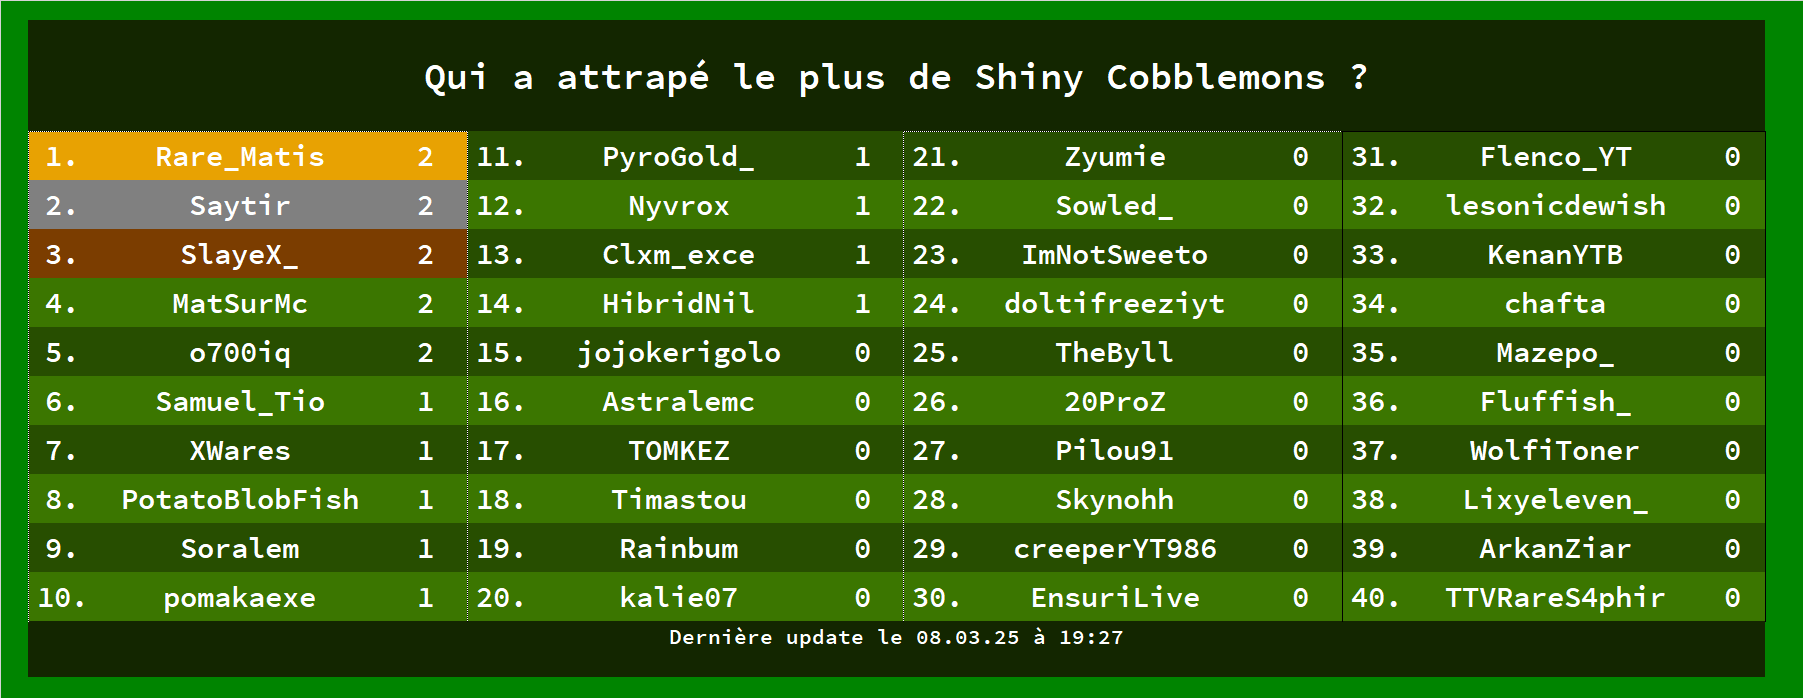 Qui a attrapé le plus de Shiny Cobblemons ?
1. Rare_Matis 2 11. PyroGold_ 1 21. Zyumie 0 31. Flenco_YT 0
2. Saytir 2 12. Nyvrox 1 22. Sowled_ 0 32. lesonicdewish 0
3. SlayeX_ 2 13. Clxm_exce 1 23. ImNotSweeto 0 33. KenanYTB 0
4. MatSurMc 2 14. HibridNil 1 24. doltifreeziyt 0 34. chafta 0
5. o700iq 2 15. jojokerigolo 0 25. TheByll 0 35. Mazepo_ 0
6. Samuel_Tio 1 16. Astralemc 0 26. 20ProZ 0 36. Fluffish_ 0
7. XWares 1 17. TOMKEZ 0 27. Pilou91 0 37. WolfiToner 0
8. PotatoBlobFish 1 18. Timastou 0 28. Skynohh 0 38. Lixyeleven_ 0
9. Soralem 1 19. Rainbum 0 29. creeperYT986 0 39. ArkanZiar 0
10. pomakaexe 1 20. kalie07 0 30. EnsuriLive 0 40. TTVRareS4phir 0
Dernière update le 08.03.25 à 19:27